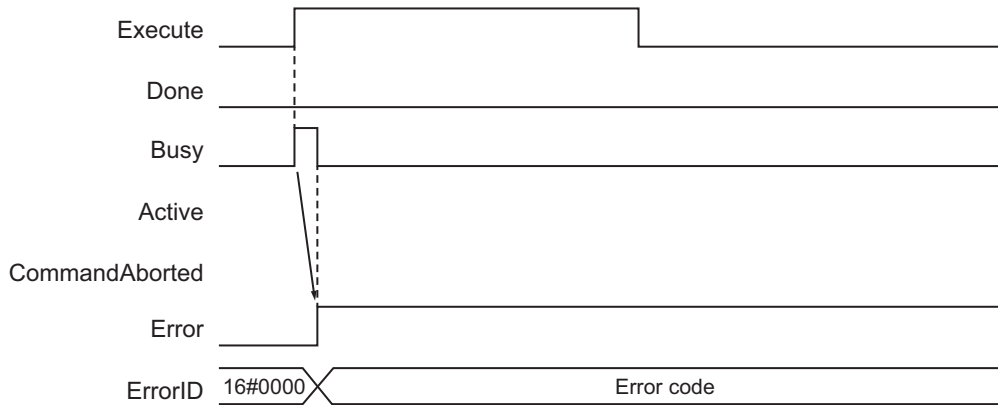 Execute
Done
Busy
Active
CommandAborted
Error
ErrorID 16#0000 Error code